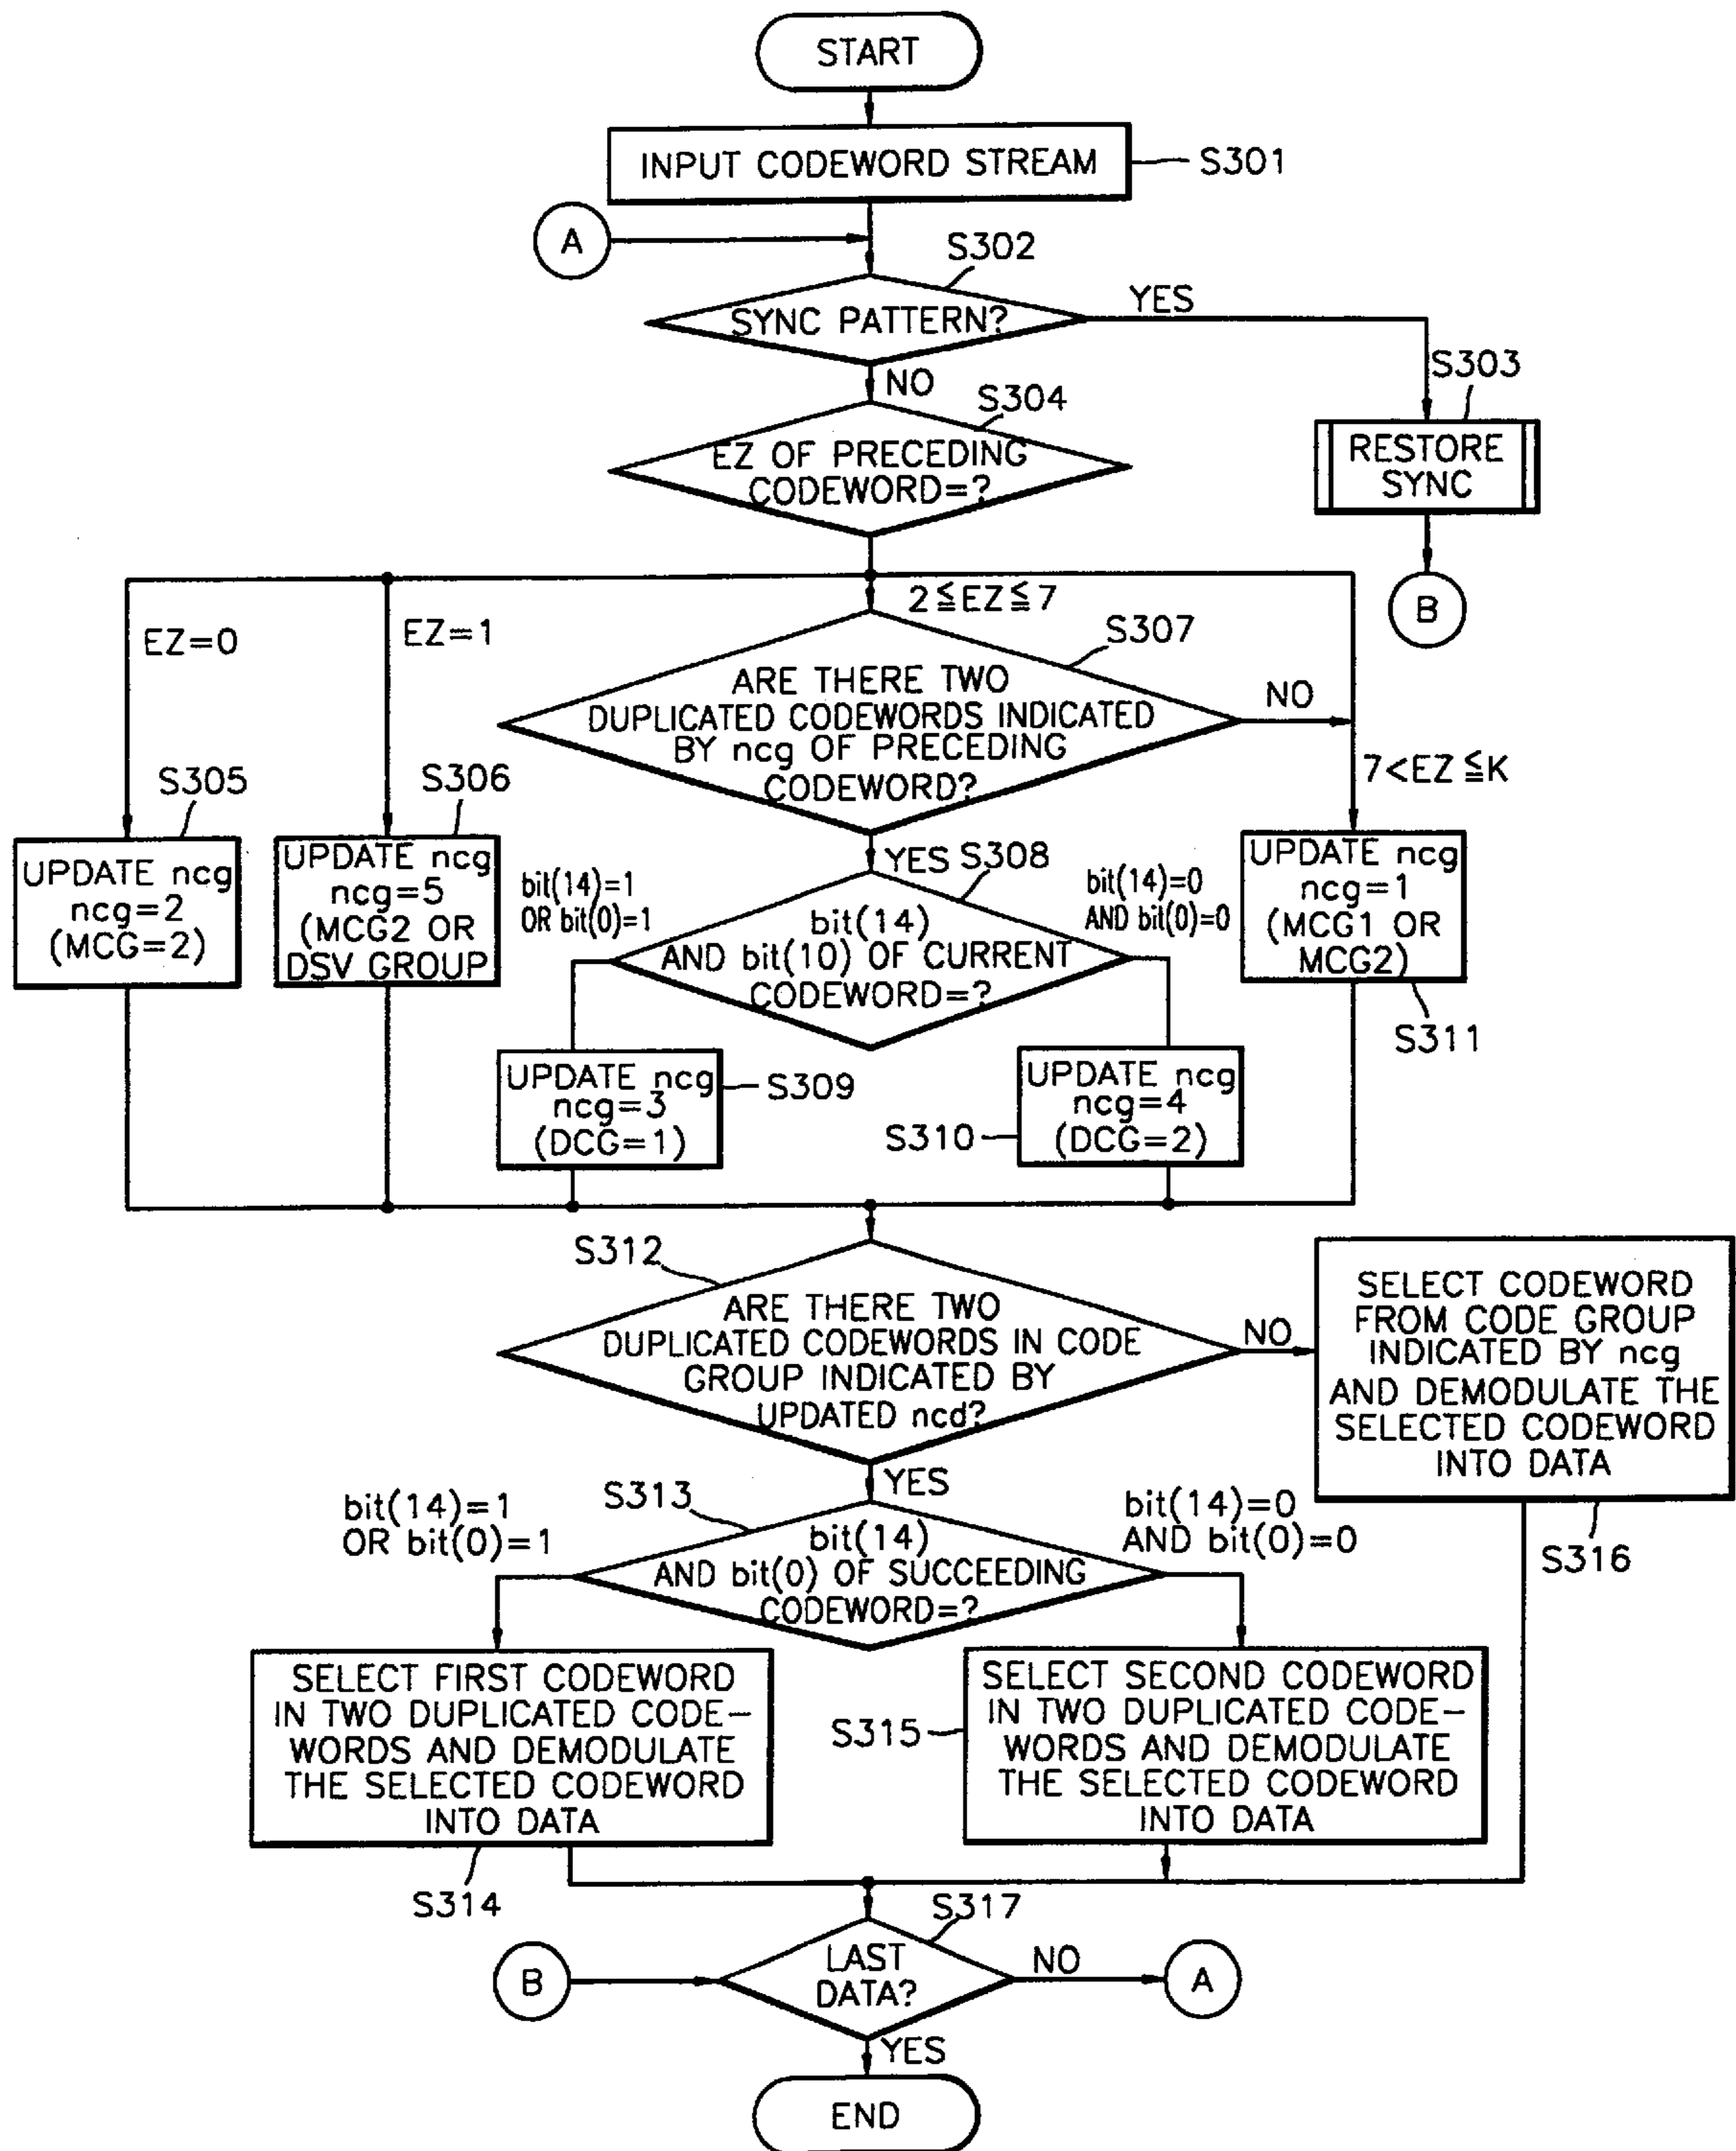 START
INPUT CODEWORD STREAM
S301
A
S302
SYNC PATTERN?
YES
NO
S303
RESTORE
SYNC
B
S304
EZ OF PRECEDING
CODEWORD=?
EZ=0
EZ=1
2≦EZ≦7
S307
ARE THERE TWO
DUPLICATED CODEWORDS INDICATED
BY ncg OF PRECEDING
CODEWORD?
NO
7<EZ≦K
S305
UPDATE ncg
ncg=2
(MCG=2)
S306
UPDATE ncg
ncg=5
(MCG2 OR
DSV GROUP
YES
S308
bit(14)=1
OR bit(0)=1
bit(14)
AND bit(10) OF CURRENT
CODEWORD=?
bit(14)=0
AND bit(0)=0
UPDATE ncg
ncg=1
(MCG1 OR
MCG2)
S311
UPDATE ncg
ncg=3
(DCG=1)
S309
S310
UPDATE ncg
ncg=4
(DCG=2)
S312
ARE THERE TWO
DUPLICATED CODEWORDS IN CODE
GROUP INDICATED BY
UPDATED ncd?
NO
SELECT CODEWORD
FROM CODE GROUP
INDICATED BY ncg
AND DEMODULATE THE
SELECTED CODEWORD
INTO DATA
S316
YES
S313
bit(14)=1
OR bit(0)=1
bit(14)
AND bit(0) OF SUCCEEDING
CODEWORD=?
bit(14)=0
AND bit(0)=0
SELECT FIRST CODEWORD
IN TWO DUPLICATED CODE-
WORDS AND DEMODULATE
THE SELECTED CODEWORD
INTO DATA
S314
S315
SELECT SECOND CODEWORD
IN TWO DUPLICATED CODE-
WORDS AND DEMODULATE
THE SELECTED CODEWORD
INTO DATA
S317
B
LAST
DATA?
NO
A
YES
END